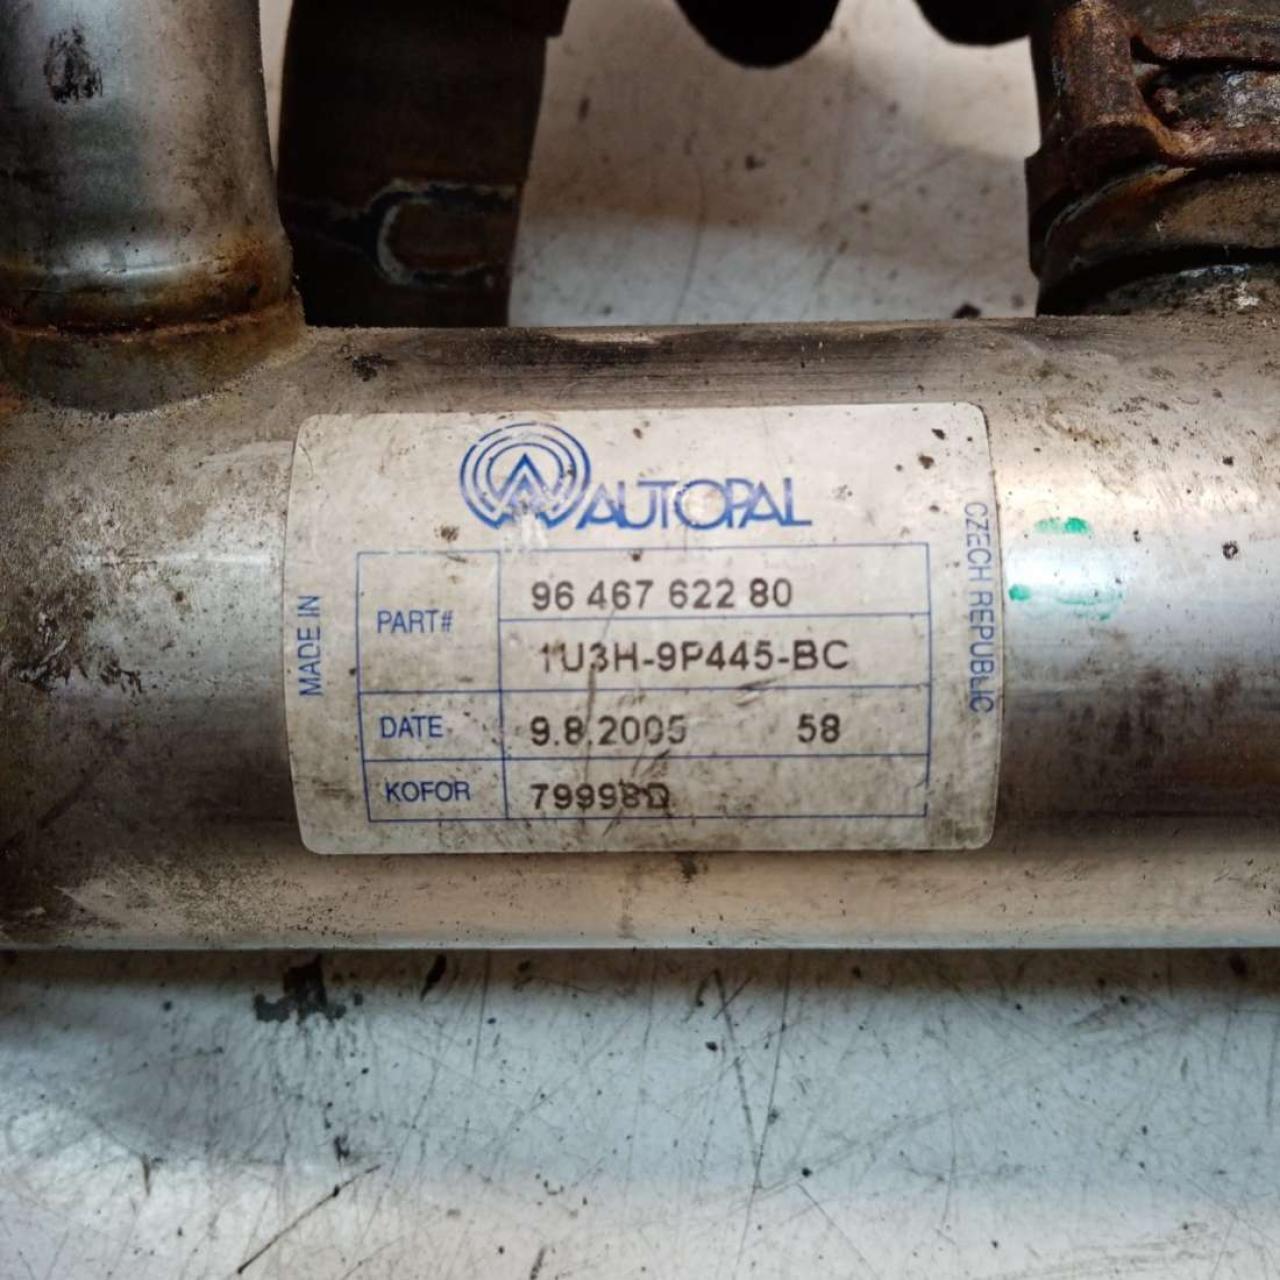 AUTOPAL
MADE IN
CZECH REPUBLIC
PART# 96 467 622 80
1U3H-9P445-BC
DATE 9.8.2005 58
KOFOR 79998D